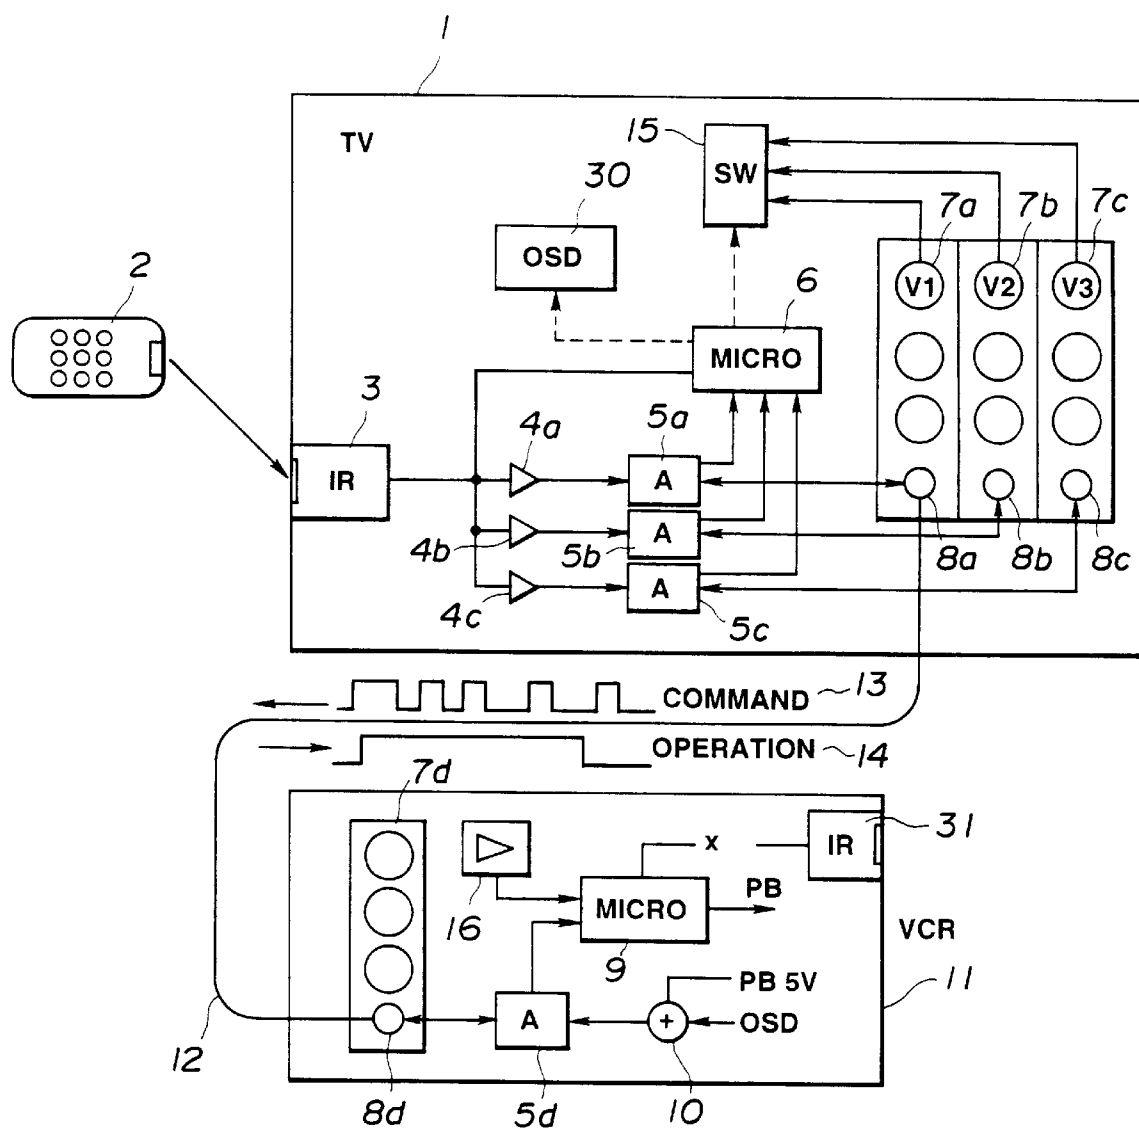 1
TV
15
SW
30
OSD
7a
7b
7c
2
6
V1
V2
V3
MICRO
3
4a
5a
IR
A
4b
5b
A
8a
8b
8c
4c
A
5c
COMMAND
13
OPERATION
14
7d
31
X
IR
PB
16
MICRO
VCR
9
11
PB 5V
A
+
OSD
12
8d
5d
10